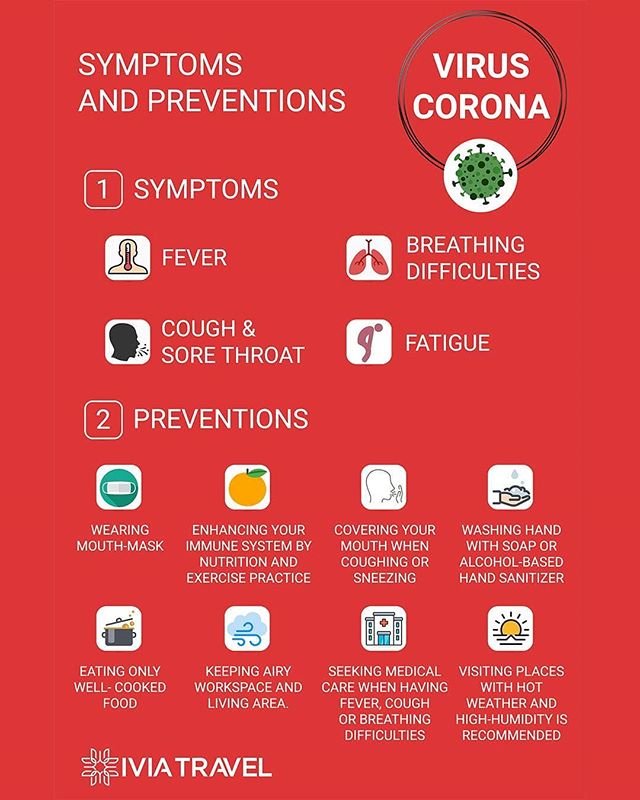 SYMPTOMS
AND PREVENTIONS
VIRUS
CORONA
1 SYMPTOMS
FEVER
BREATHING
DIFFICULTIES
COUGH &
SORE THROAT
FATIGUE
2 PREVENTIONS
WEARING
MOUTH-MASK
ENHANCING YOUR
IMMUNE SYSTEM BY
NUTRITION AND
EXERCISE PRACTICE
COVERING YOUR
MOUTH WHEN
COUGHING OR
SNEEZING
WASHING HAND
WITH SOAP OR
ALCOHOL-BASED
HAND SANITIZER
EATING ONLY
WELL- COOKED
FOOD
KEEPING AIRY
WORKSPACE AND
LIVING AREA.
SEEKING MEDICAL
CARE WHEN HAVING
FEVER, COUGH
OR BREATHING
DIFFICULTIES
VISITING PLACES
WITH HOT
WEATHER AND
HIGH-HUMIDITY IS
RECOMMENDED
IVIA TRAVEL